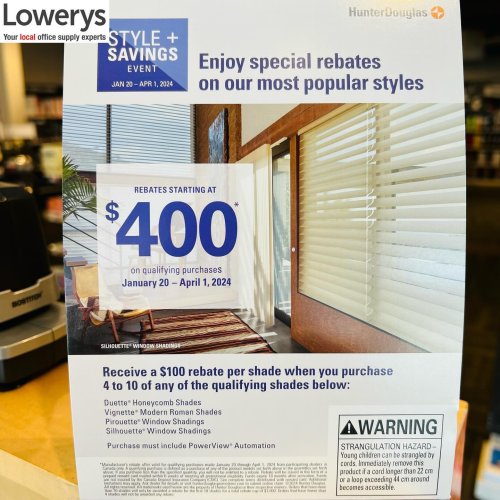 Lowerys
Your local office supply experts
HunterDouglas
STYLE +
SAVINGS
EVENT
JAN 20 – APR 1, 2024
Enjoy special rebates
on our most popular styles
REBATES STARTING AT
$400*
on qualifying purchases
January 20 – April 1, 2024
BOSTITCH
SILHOUETTE® WINDOW SHADINGS
Receive a $100 rebate per shade when you purchase
4 to 10 of any of the qualifying shades below:
Duette® Honeycomb Shades
Vignette® Modern Roman Shades
Pirouette® Window Shadings
Silhouette® Window Shadings
Purchase must include PowerView® Automation
WARNING
STRANGULATION HAZARD –
Young children can be strangled by
cords. Immediately remove this
product if a cord longer than 22 cm
or a loop exceeding 44 cm around
becomes accessible.